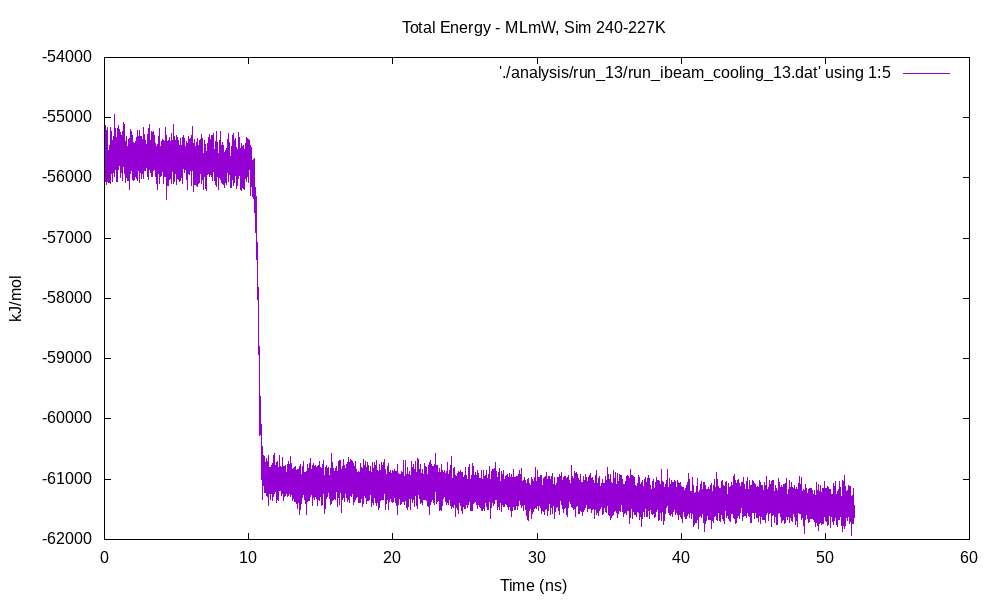 Total Energy - MLmW, Sim 240-227K
'./analysis/run_13/run_ibeam_cooling_13.dat' using 1:5
-54000
-55000
-56000
-57000
-58000
-59000
-60000
-61000
-62000
kJ/mol
0 10 20 30 40 50 60
Time (ns)